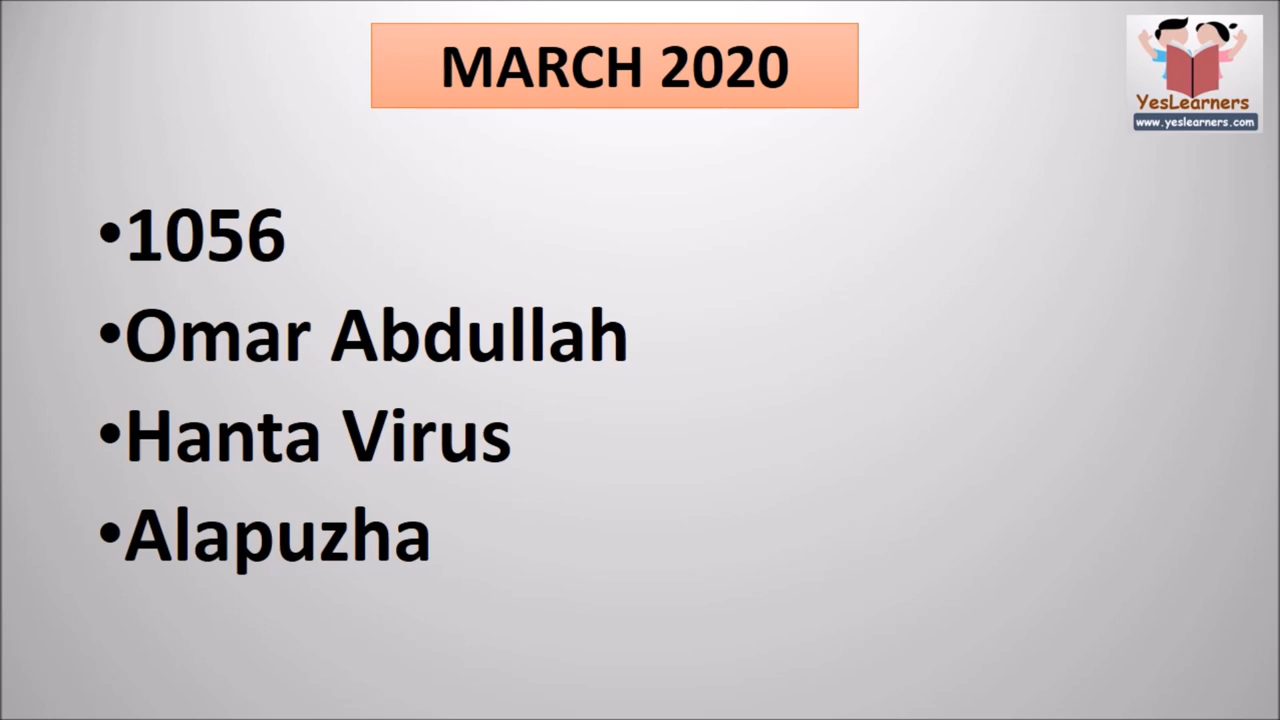 MARCH 2020
YesLearners
www.yeslearners.com
•1056
•Omar Abdullah
•Hanta Virus
•Alapuzha